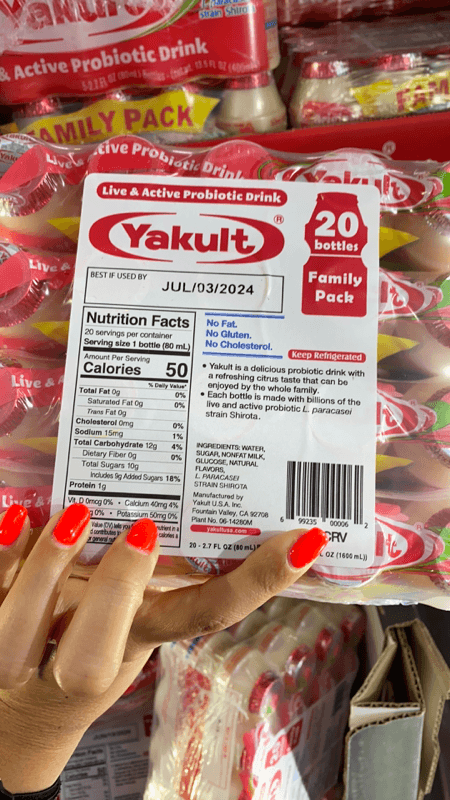 & Active Probiotic Drink
FAMILY PACK
Live & Active Probiotic Drink
Yakult®
20
bottles
Family
Pack
BEST IF USED BY
JUL/03/2024
Nutrition Facts
20 servings per container
Serving size 1 bottle (80 mL)
Amount Per Serving
Calories 50
% Daily Value*
Total Fat 0g 0%
Saturated Fat 0g 0%
Trans Fat 0g
Cholesterol 0mg 0%
Sodium 15mg 1%
Total Carbohydrate 12g 4%
Dietary Fiber 0g 0%
Total Sugars 10g
Includes 9g Added Sugars 18%
Protein 1g
Vit. D 0mcg 0% • Calcium 40mg 4%
0% • Potassium 50mg 0%
No Fat.
No Gluten.
No Cholesterol.
Keep Refrigerated
• Yakult is a delicious probiotic drink with
a refreshing citrus taste that can be
enjoyed by the whole family.
• Each bottle is made with billions of the
live and active probiotic L. paracasei
strain Shirota.
INGREDIENTS: WATER,
SUGAR, NONFAT MILK,
GLUCOSE, NATURAL
FLAVORS,
L. PARACASEI
STRAIN SHIROTA
Manufactured by
Yakult U.S.A. Inc.
Fountain Valley, CA 92708
Plant No. 06-14280M
yakultusa.com
6 99235 00006 2
CRV
20 - 2.7 FL OZ (80 mL)
OZ (1600 mL)